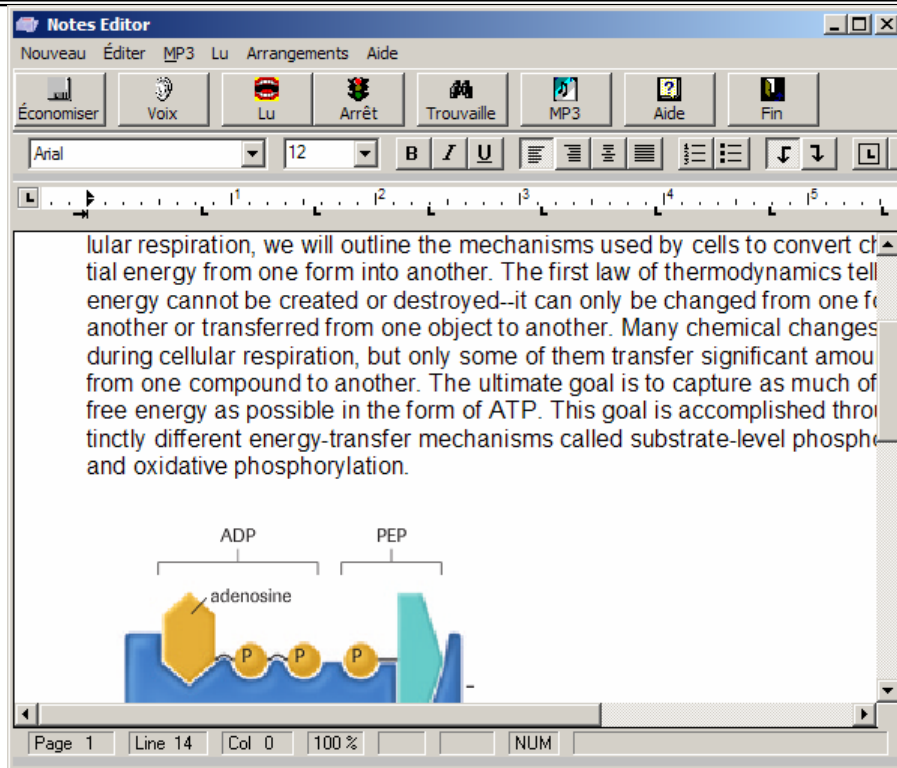 Notes Editor
Nouveau Éditer MP3 Lu Arrangements Aide
Économiser Voix Lu Arrêt Trouvaille MP3 Aide Fin
Arial 12 B I U
1 2 3 4 5
lular respiration, we will outline the mechanisms used by cells to convert ch
tial energy from one form into another. The first law of thermodynamics tell
energy cannot be created or destroyed--it can only be changed from one fo
another or transferred from one object to another. Many chemical changes
during cellular respiration, but only some of them transfer significant amou
from one compound to another. The ultimate goal is to capture as much of
free energy as possible in the form of ATP. This goal is accomplished throu
tinctly different energy-transfer mechanisms called substrate-level phospho
and oxidative phosphorylation.
ADP PEP
adenosine
P P P
Page 1 Line 14 Col 0 100 % NUM